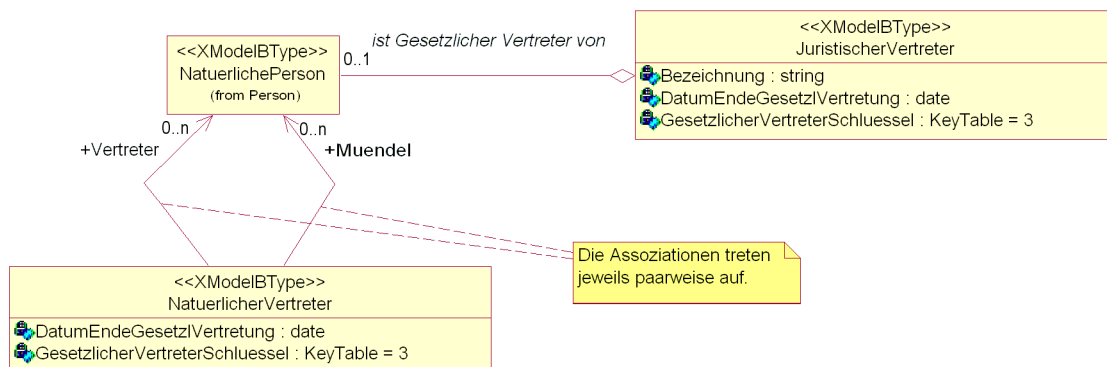 <<XModelBType>>
NatuerlichePerson
(from Person)
0..1
ist Gesetzlicher Vertreter von
<<XModelBType>>
JuristischerVertreter
Bezeichnung : string
DatumEndeGesetzlVertretung : date
GesetzlicherVertreterSchluessel : KeyTable = 3
0..n
0..n
+Vertreter
+Muendel
Die Assoziationen treten
jeweils paarweise auf.
<<XModelBType>>
NatuerlicherVertreter
DatumEndeGesetzlVertretung : date
GesetzlicherVertreterSchluessel : KeyTable = 3